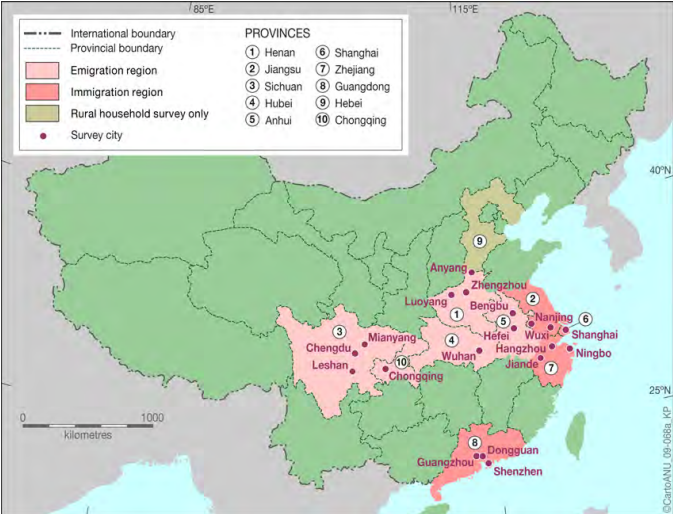 85°E
115°E
International boundary
Provincial boundary
Emigration region
Immigration region
Rural household survey only
Survey city
PROVINCES
1 Henan
2 Jiangsu
3 Sichuan
4 Hubei
5 Anhui
6 Shanghai
7 Zhejiang
8 Guangdong
9 Hebei
10 Chongqing
40°N
9
Anyang
Zhengzhou
Luoyang
Bengbu
2
Nanjing
6
1
5
Shanghai
3
Mianyang
Hefei
Wuxi
Chengdu
4
Hangzhou
Ningbo
Leshan
10
Wuhan
Jiande
Chongqing
7
25°N
0
1000
kilometres
8
Dongguan
Guangzhou
Shenzhen
©CartoANU_09-068a_KP